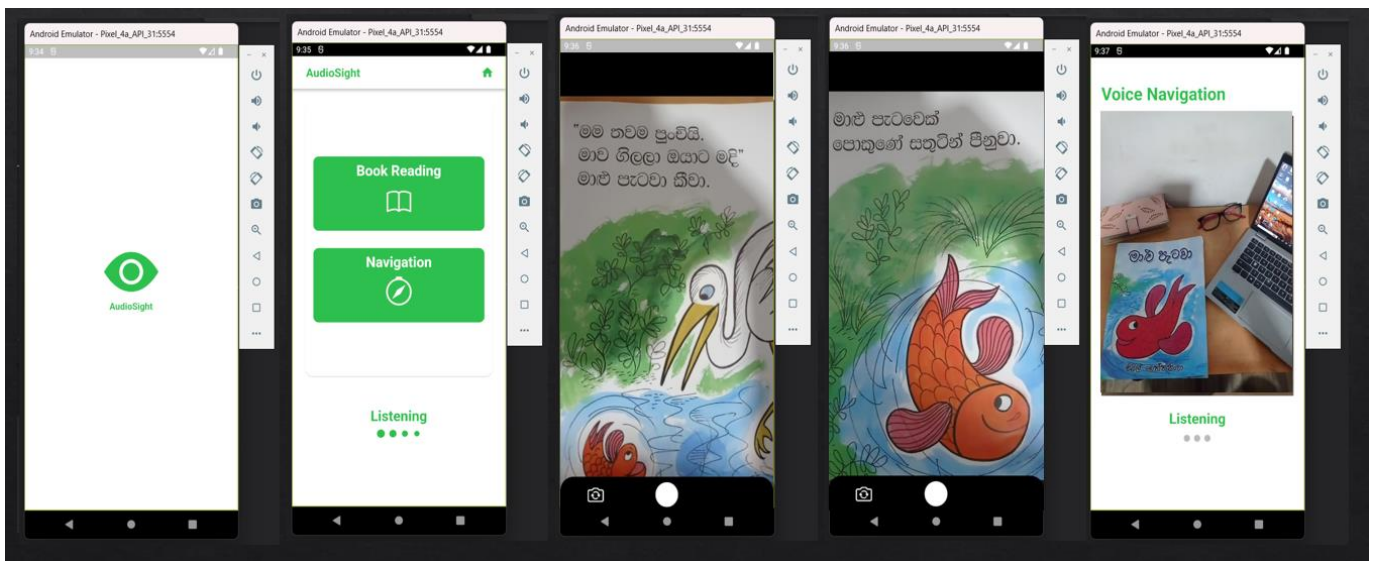 Android Emulator - Pixel_4a_API_31:5554
9:34
AudioSight
Android Emulator - Pixel_4a_API_31:5554
9:35
AudioSight
Book Reading
Navigation
Listening
Android Emulator - Pixel_4a_API_31:5554
9:36
"මම තවම පුංචියි.
මාව ගිලලා ඔයාට මදි"
මාළු පැටවා කීවා.
Android Emulator - Pixel_4a_API_31:5554
9:36
මාළු පැටවෙක්
පොකුණේ සතුටින් පීනුවා.
Android Emulator - Pixel_4a_API_31:5554
9:37
Voice Navigation
මාළු පැටවා
Listening